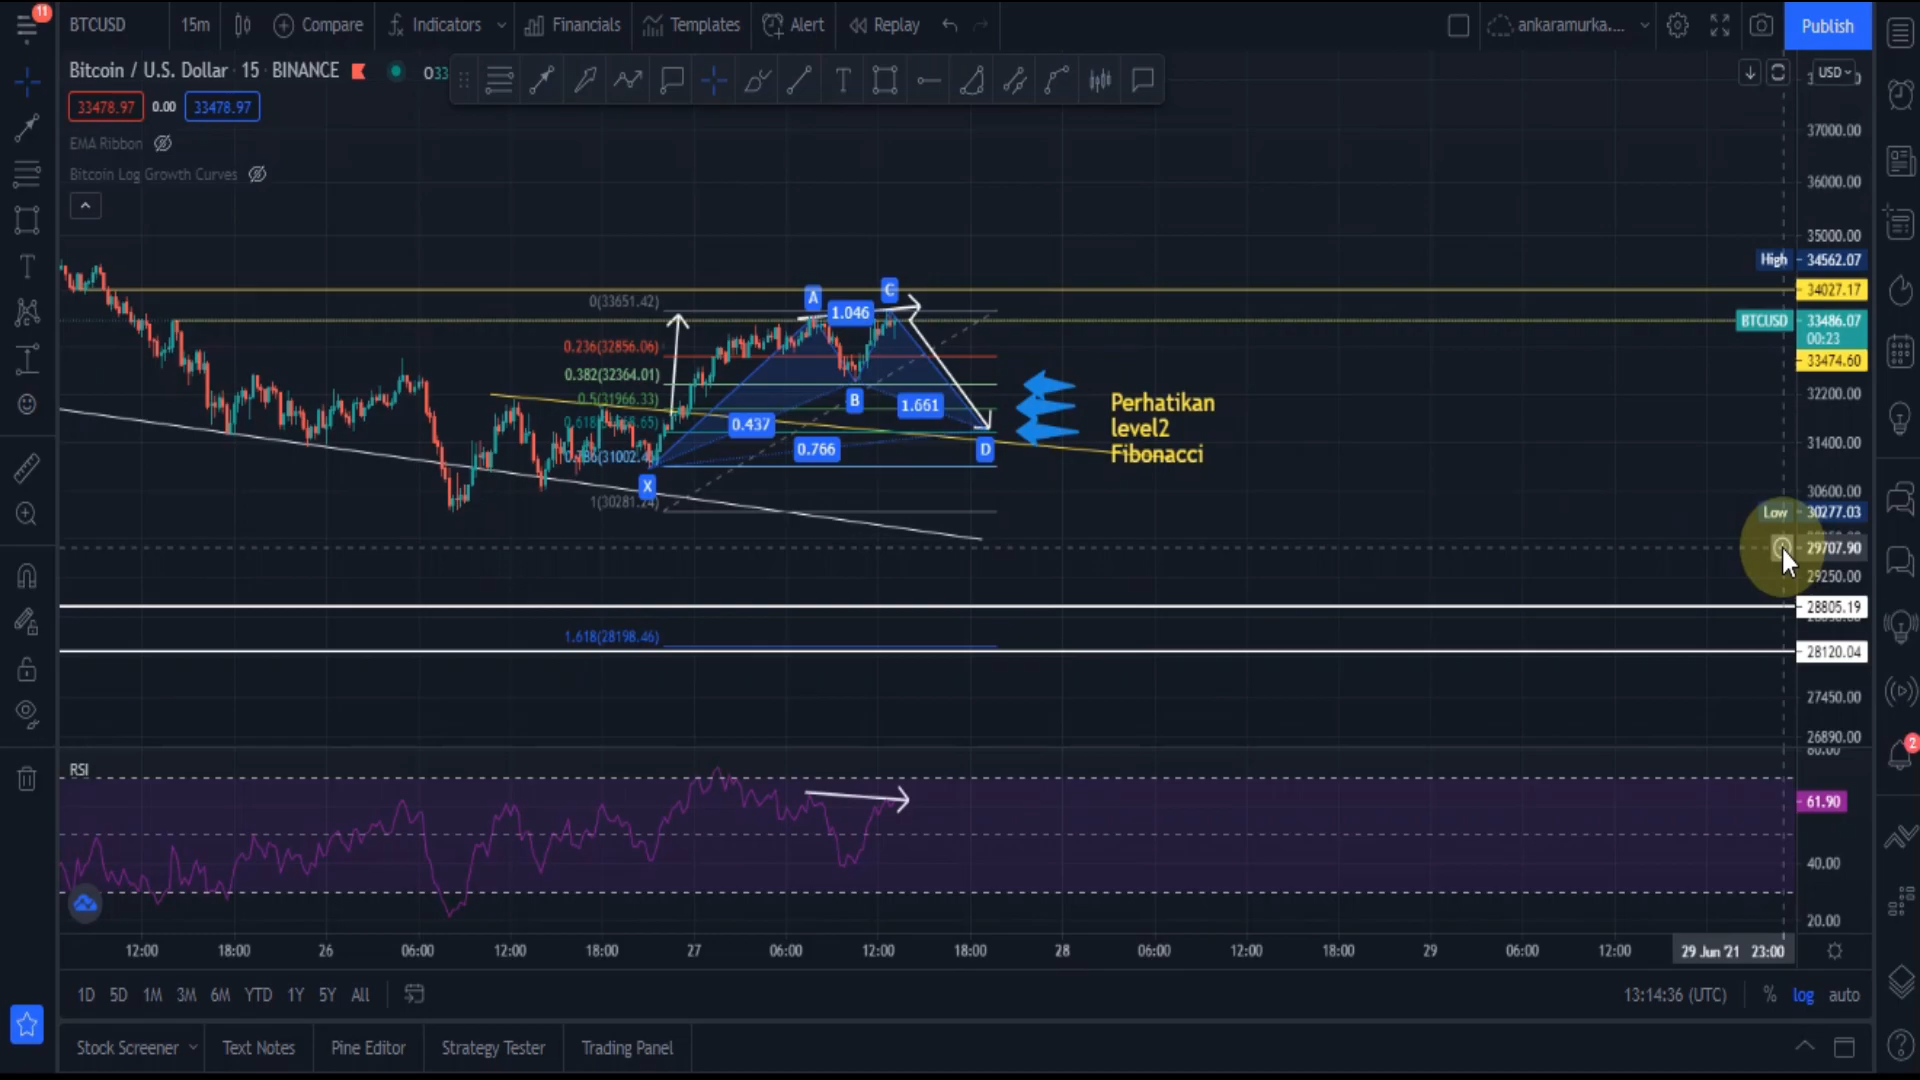 11
BTCUSD
15m
Compare
Indicators
Financials
Templates
Alert
Replay
ankaramurka....
Publish
Bitcoin / U.S. Dollar · 15 · BINANCE
O33
USD
33478.97 0.00 33478.97
EMA Ribbon
Bitcoin Log Growth Curves
37000.00
36000.00
35000.00
High 34562.07
34027.17
BTCUSD 33486.07
00:23
33474.60
32200.00
31400.00
30600.00
Low 30277.03
29707.90
29250.00
28805.19
28120.04
27450.00
26890.00
0(33651.42)
0.236(32856.06)
0.382(32364.01)
0.5(31966.33)
1(30281.24)
1.618(28198.46)
A
C
1.046
B
1.661
0.437
0.766
D
X
Perhatikan
level2
Fibonacci
RSI
80.00
61.90
40.00
20.00
12:00 18:00 26 06:00 12:00 18:00 27 06:00 12:00 18:00 28 06:00 12:00 18:00 29 06:00 12:00 29 Jun '21 23:00
1D 5D 1M 3M 6M YTD 1Y 5Y All
13:14:36 (UTC) % log auto
Stock Screener Text Notes Pine Editor Strategy Tester Trading Panel
2